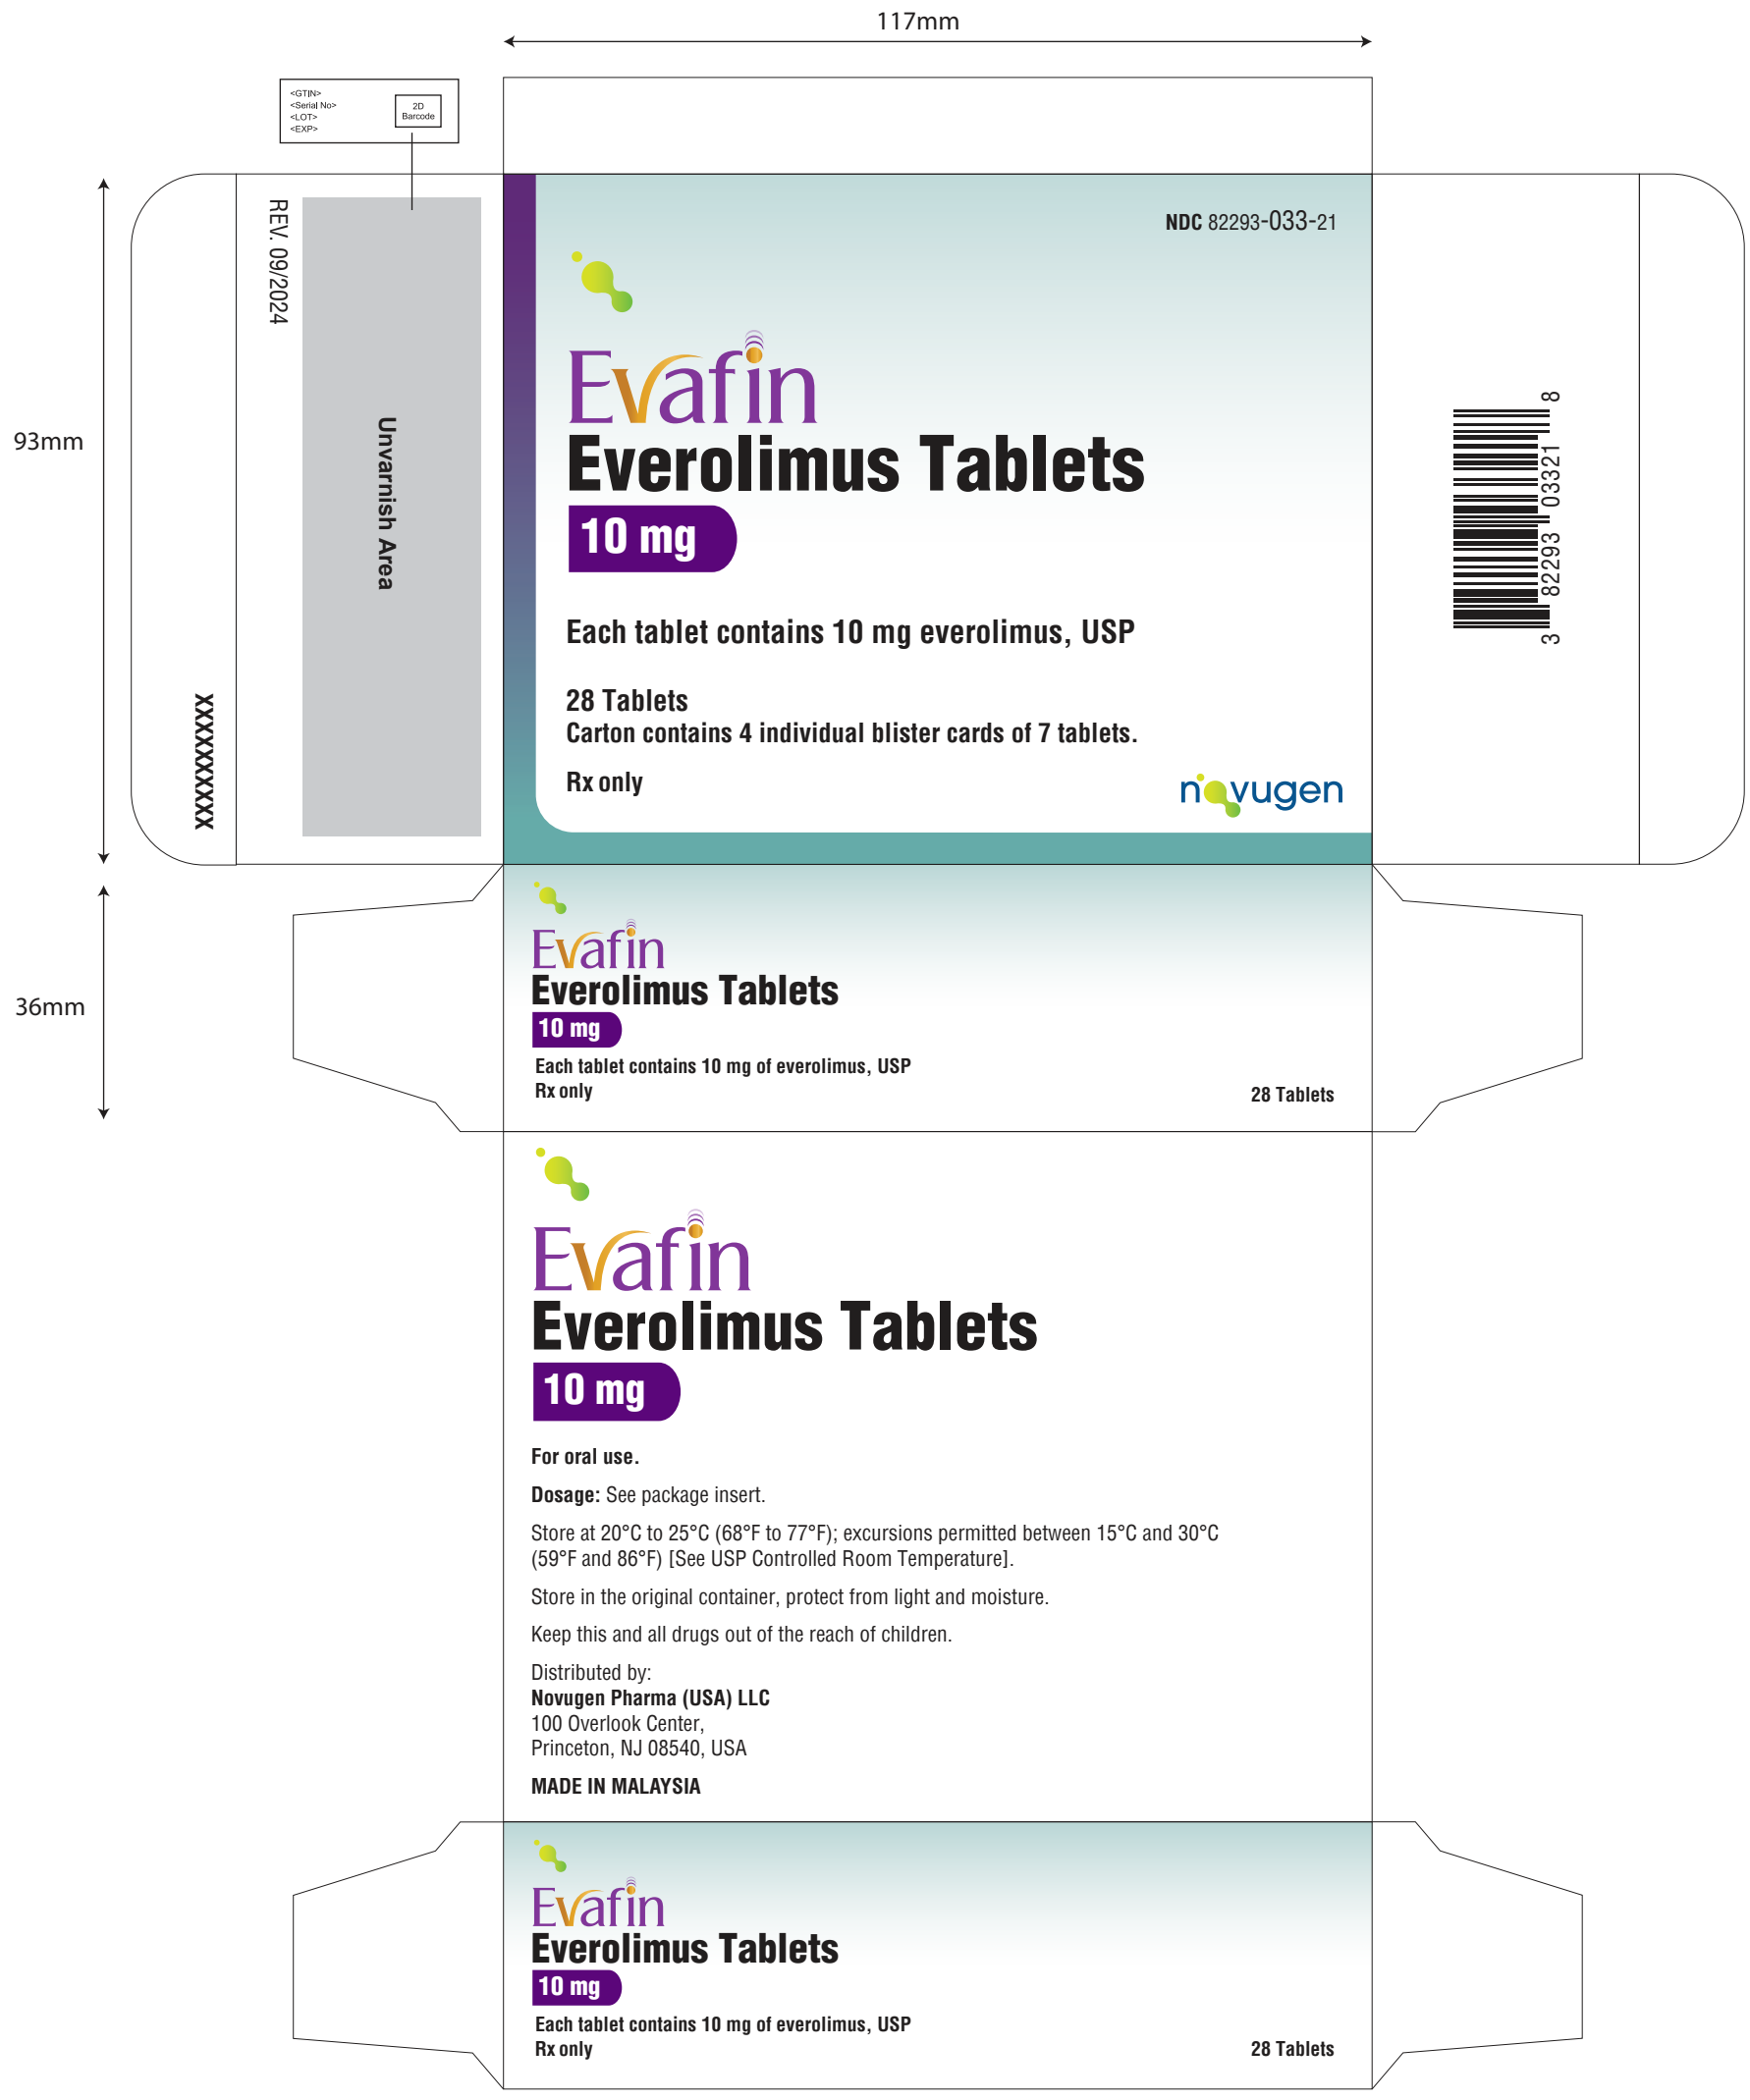 117mm
<GTIN>
<Serial No>
<LOT>
<EXP>
2D
Barcode
93mm
36mm
REV. 09/2024
Unvarnish Area
XXXXXXXXXX
NDC 82293-033-21
Evafin
Everolimus Tablets
10 mg
Each tablet contains 10 mg everolimus, USP
28 Tablets
Carton contains 4 individual blister cards of 7 tablets.
Rx only
novugen
3 82293 03321 8
Evafin
Everolimus Tablets
10 mg
Each tablet contains 10 mg of everolimus, USP
Rx only
28 Tablets
Evafin
Everolimus Tablets
10 mg
For oral use.
Dosage: See package insert.
Store at 20°C to 25°C (68°F to 77°F); excursions permitted between 15°C and 30°C
(59°F and 86°F) [See USP Controlled Room Temperature].
Store in the original container, protect from light and moisture.
Keep this and all drugs out of the reach of children.
Distributed by:
Novugen Pharma (USA) LLC
100 Overlook Center,
Princeton, NJ 08540, USA
MADE IN MALAYSIA
Evafin
Everolimus Tablets
10 mg
Each tablet contains 10 mg of everolimus, USP
Rx only
28 Tablets